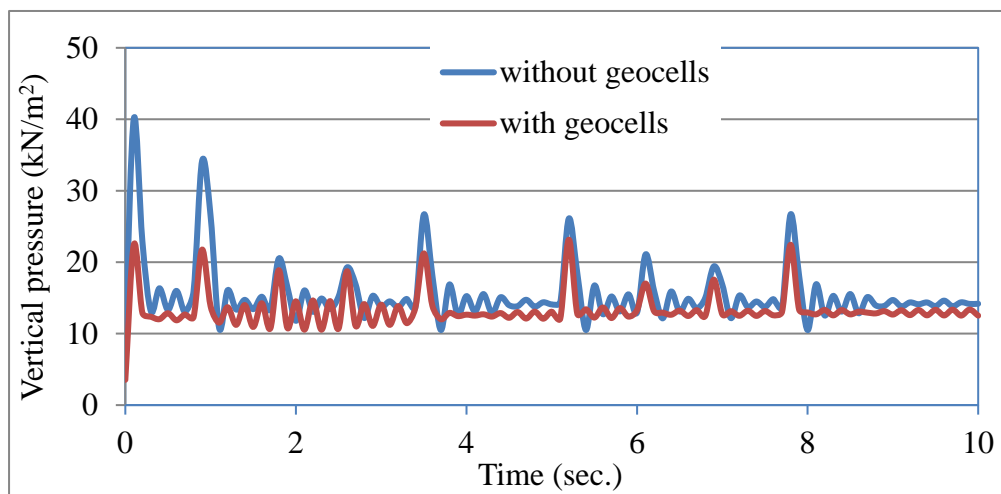 50
40
30
20
10
0
Vertical pressure (kN/m²)
without geocells
with geocells
0 2 4 6 8 10
Time (sec.)